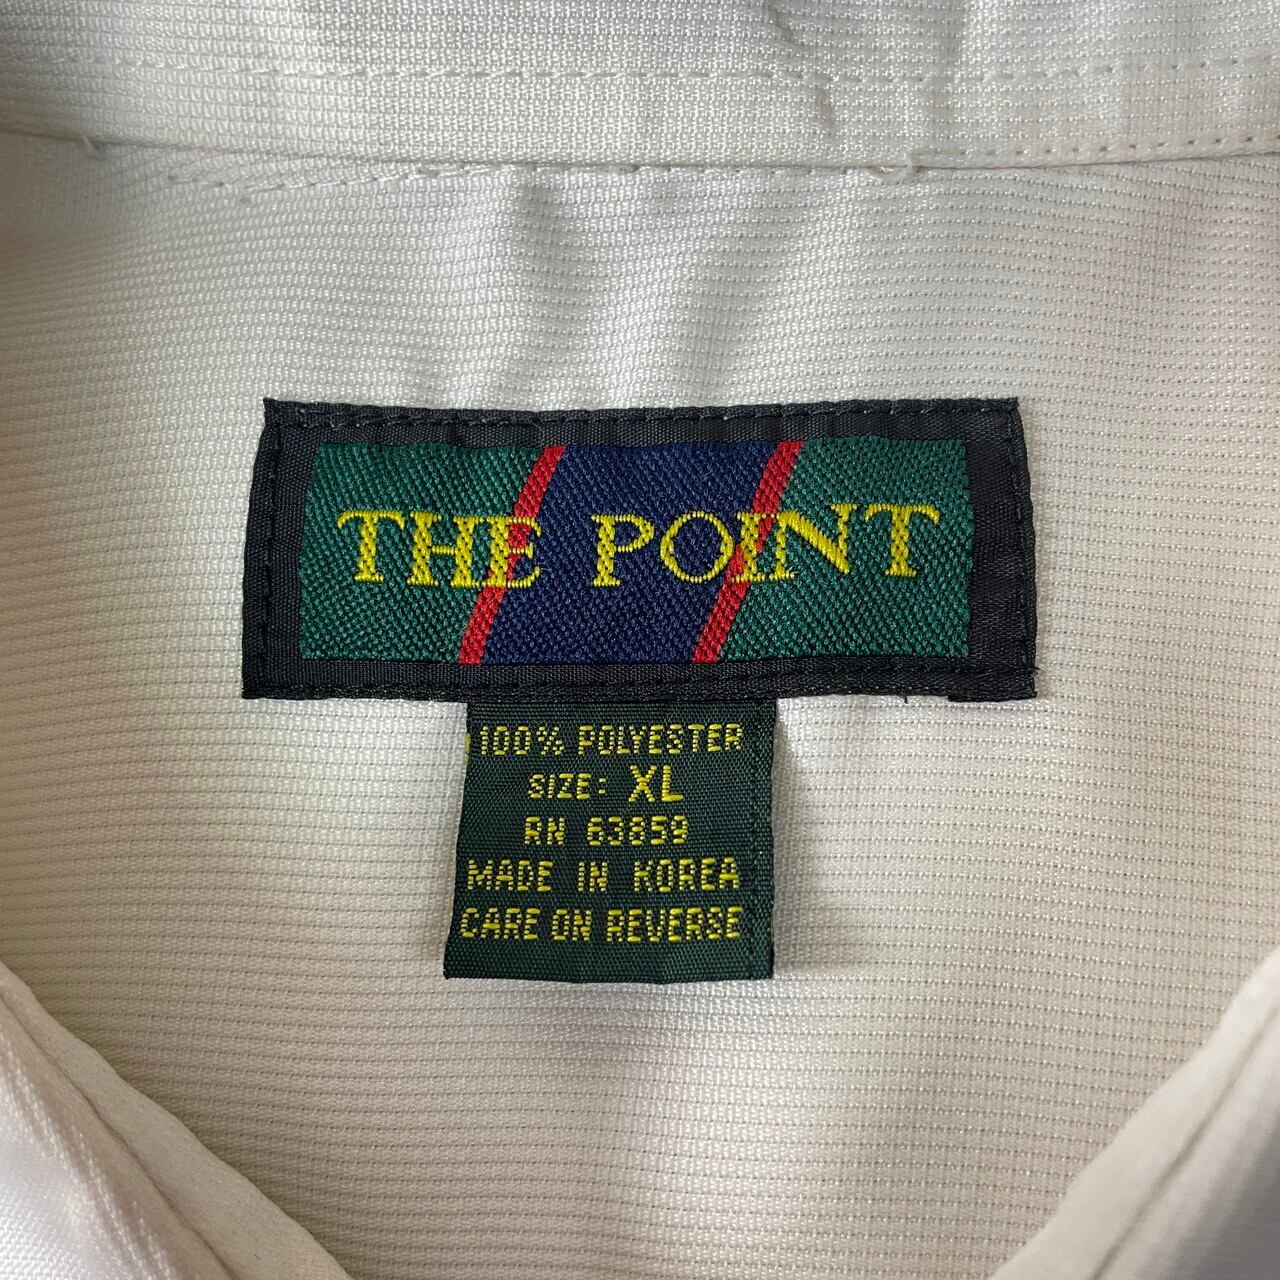 THE POINT
100% POLYESTER
SIZE: XL
RN 63859
MADE IN KOREA
CARE ON REVERSE